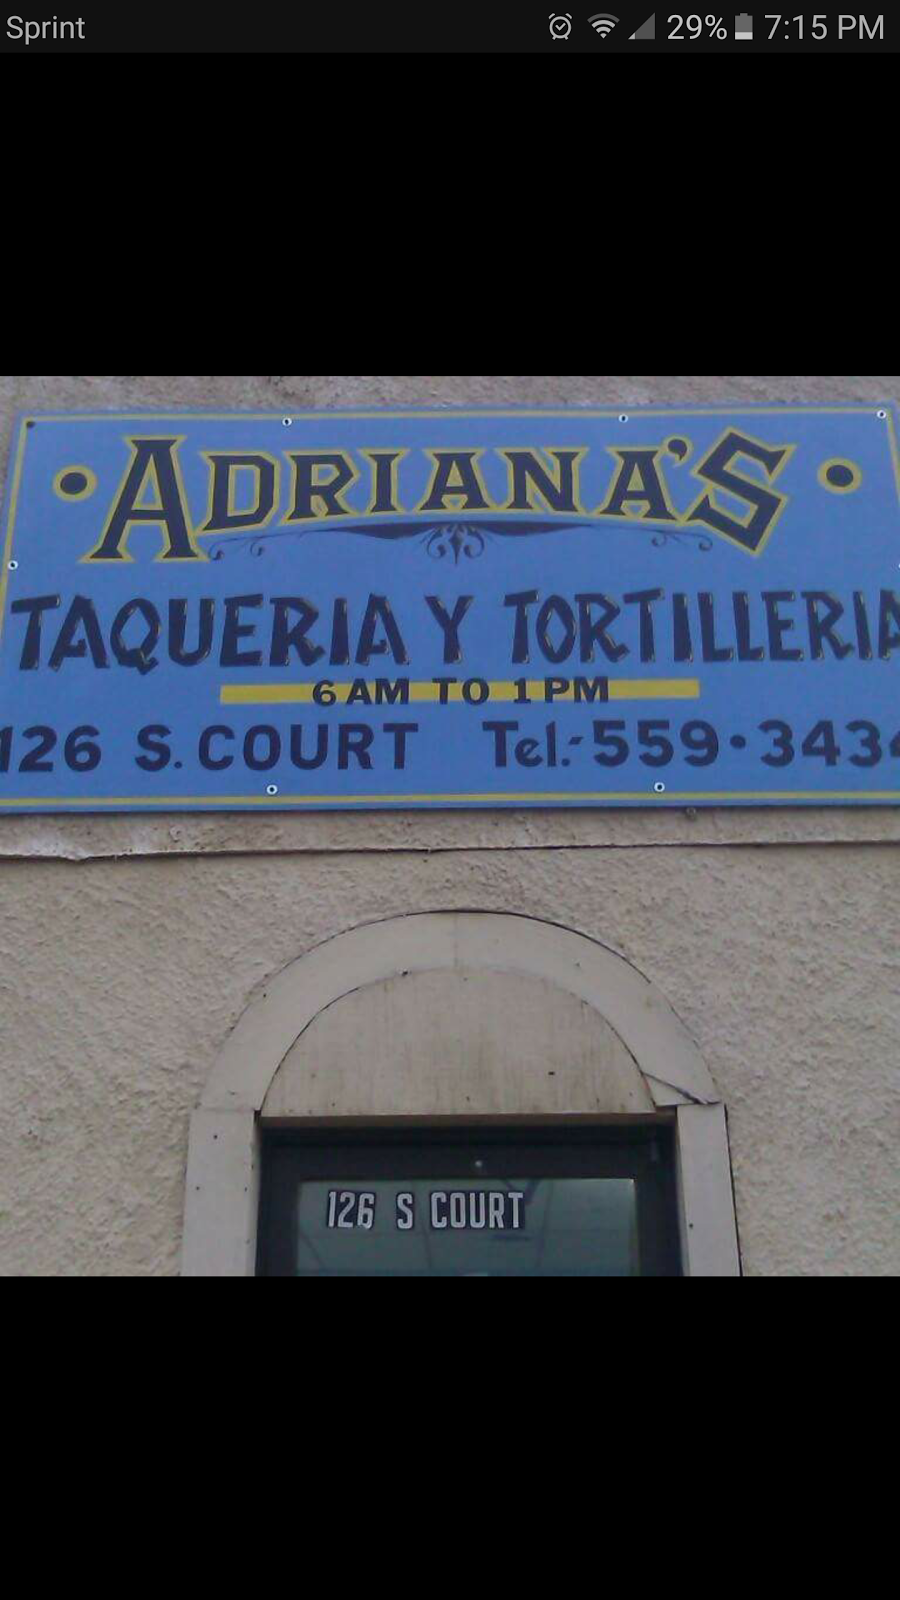 Sprint 29% 7:15 PM
ADRIANA'S
TAQUERIA Y TORTILLERIA
6 AM TO 1 PM
126 S. COURT Tel.- 559·3434
126 S COURT